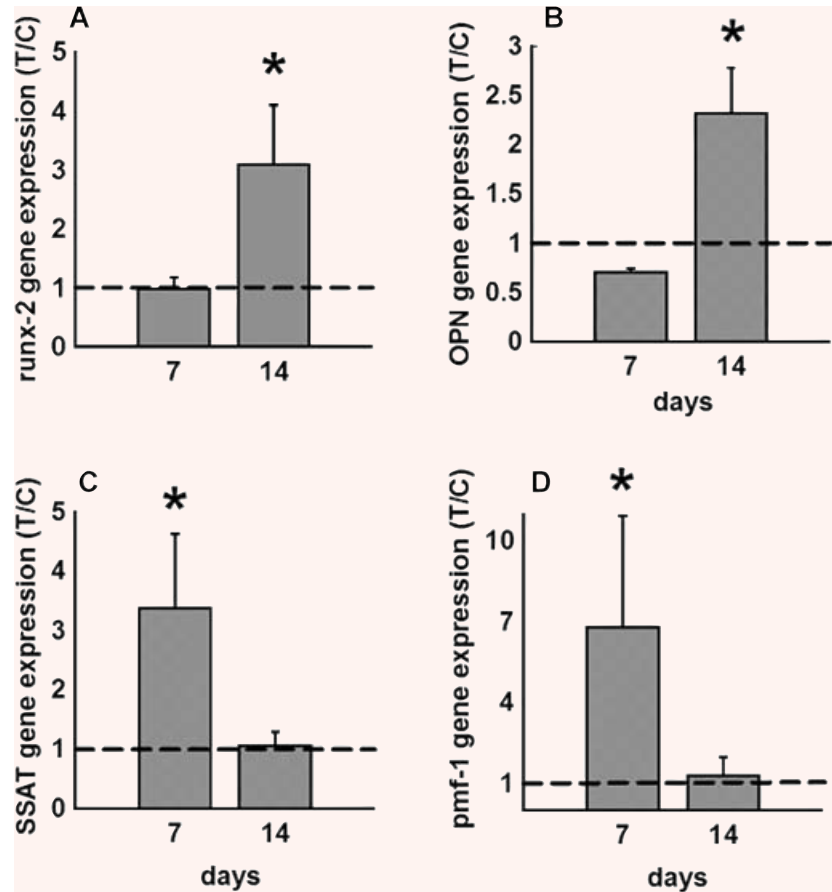 A
runx-2 gene expression (T/C)
5
4
3
2
1
0
*
7 14
B
OPN gene expression (T/C)
3
2.5
2
1.5
1
0.5
0
*
7 14
days
C
SSAT gene expression (T/C)
5
4
3
2
1
0
*
7 14
days
D
pmf-1 gene expression (T/C)
10
7
4
1
*
7 14
days